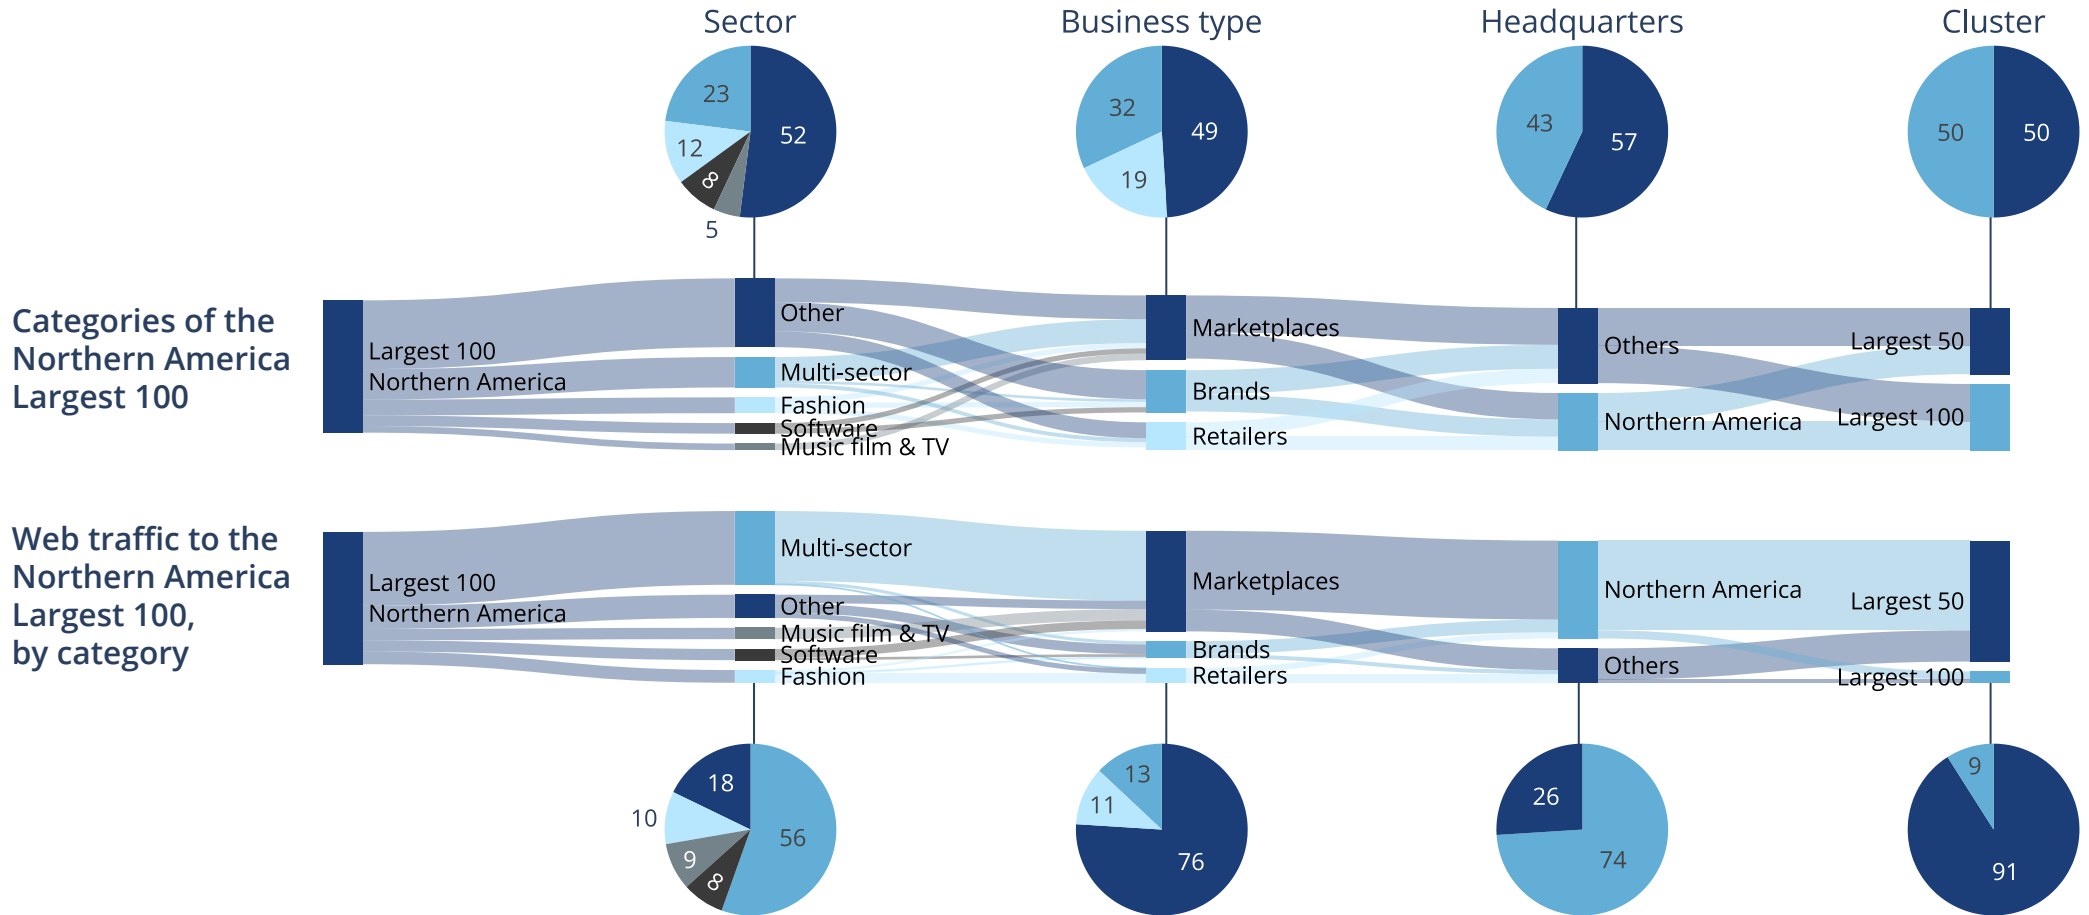 Sector
Business type
Headquarters
Cluster
23
52
12
8
5
32
49
19
43
57
50
50
Categories of the
Northern America
Largest 100
Largest 100
Northern America
Other
Multi-sector
Fashion
Software
Music film & TV
Marketplaces
Brands
Retailers
Others
Northern America
Largest 50
Largest 100
Web traffic to the
Northern America
Largest 100,
by category
Largest 100
Northern America
Multi-sector
Other
Music film & TV
Software
Fashion
Marketplaces
Brands
Retailers
Northern America
Others
Largest 50
Largest 100
18
10
56
9
8
13
11
76
26
74
9
91